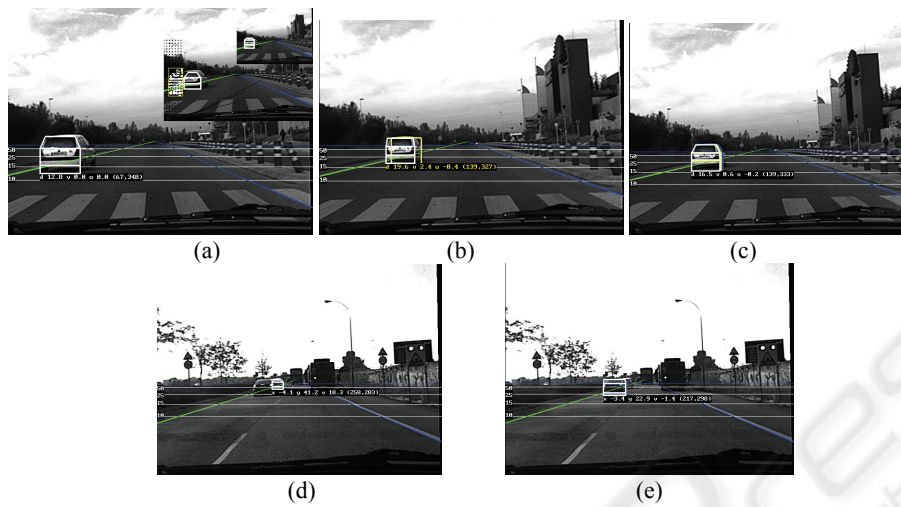 50
25
15
10
d 12.8 v 0.0 o 0.0 (67,348)
50
25
15
10
d 19.6 v 2.4 o -0.4 (139,327)
50
25
15
10
d 16.5 v 0.6 o -0.2 (139,333)
(a)
(b)
(c)
50
25
15
10
x -4.1 y 41.2 v 18.3 (258,283)
50
25
15
10
x -3.4 y 22.9 v -1.4 (217,298)
(d)
(e)